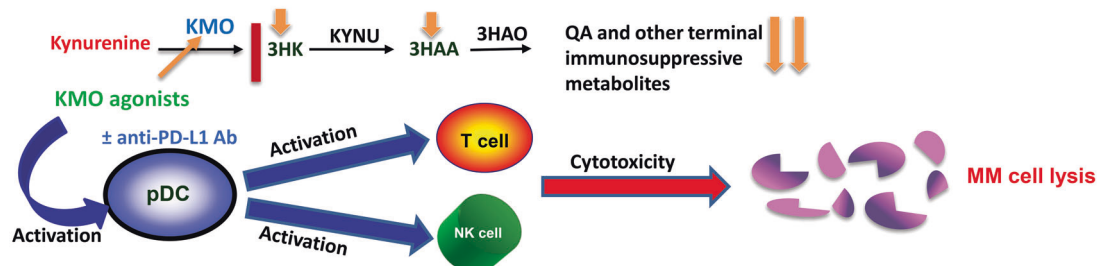 KMO
Kynurenine
3HK
KYNU
3HAA
3HAO
QA and other terminal
immunosuppressive
metabolites
KMO agonists
± anti-PD-L1 Ab
pDC
Activation
Activation
T cell
Activation
NK cell
Cytotoxicity
MM cell lysis